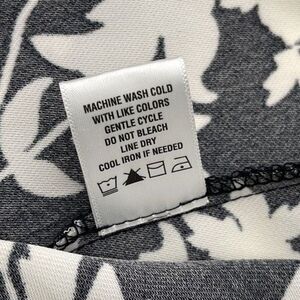 MACHINE WASH COLD
WITH LIKE COLORS
GENTLE CYCLE
DO NOT BLEACH
LINE DRY
COOL IRON IF NEEDED